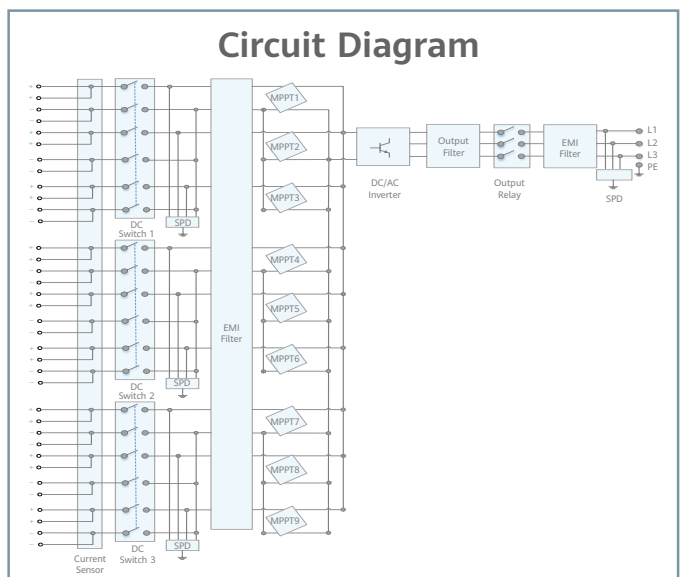 Circuit Diagram
MPPT1
MPPT2
MPPT3
DC
Switch 1
SPD
MPPT4
MPPT5
MPPT6
DC
Switch 2
SPD
MPPT7
MPPT8
MPPT9
DC
Switch 3
SPD
Current
Sensor
EMI
Filter
DC/AC
Inverter
Output
Filter
Output
Relay
EMI
Filter
SPD
L1
L2
L3
PE